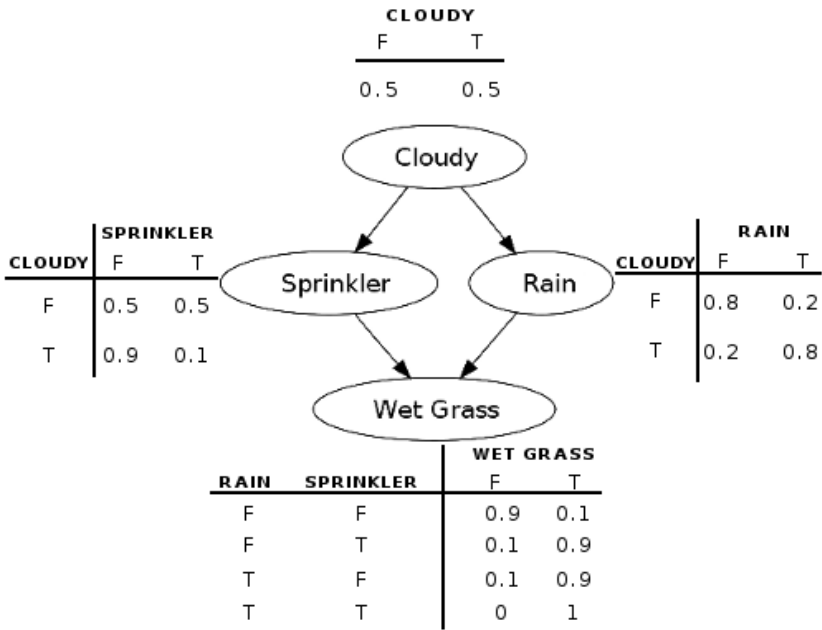 CLOUDY
F T
0.5 0.5
Cloudy
SPRINKLER
CLOUDY F T
F 0.5 0.5
T 0.9 0.1
Sprinkler
Rain
RAIN
CLOUDY F T
F 0.8 0.2
T 0.2 0.8
Wet Grass
WET GRASS
RAIN SPRINKLER F T
F F 0.9 0.1
F T 0.1 0.9
T F 0.1 0.9
T T 0 1